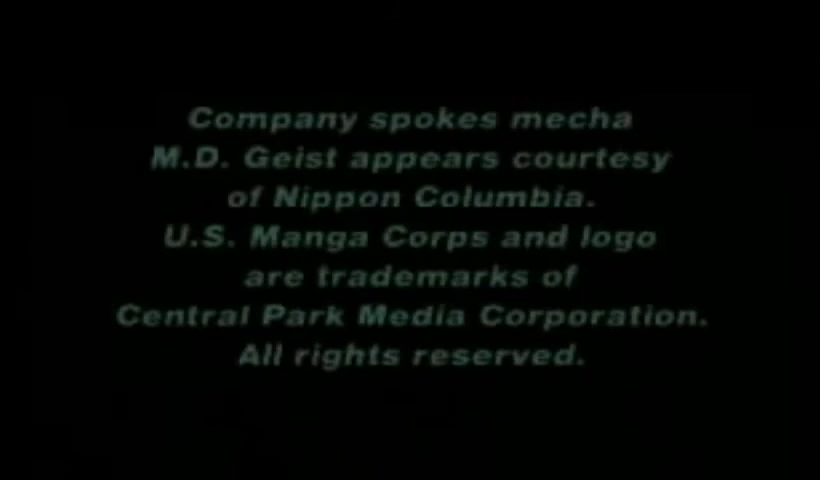 Company spokes mecha
M.D. Geist appears courtesy
of Nippon Columbia.
U.S. Manga Corps and logo
are trademarks of
Central Park Media Corporation.
All rights reserved.